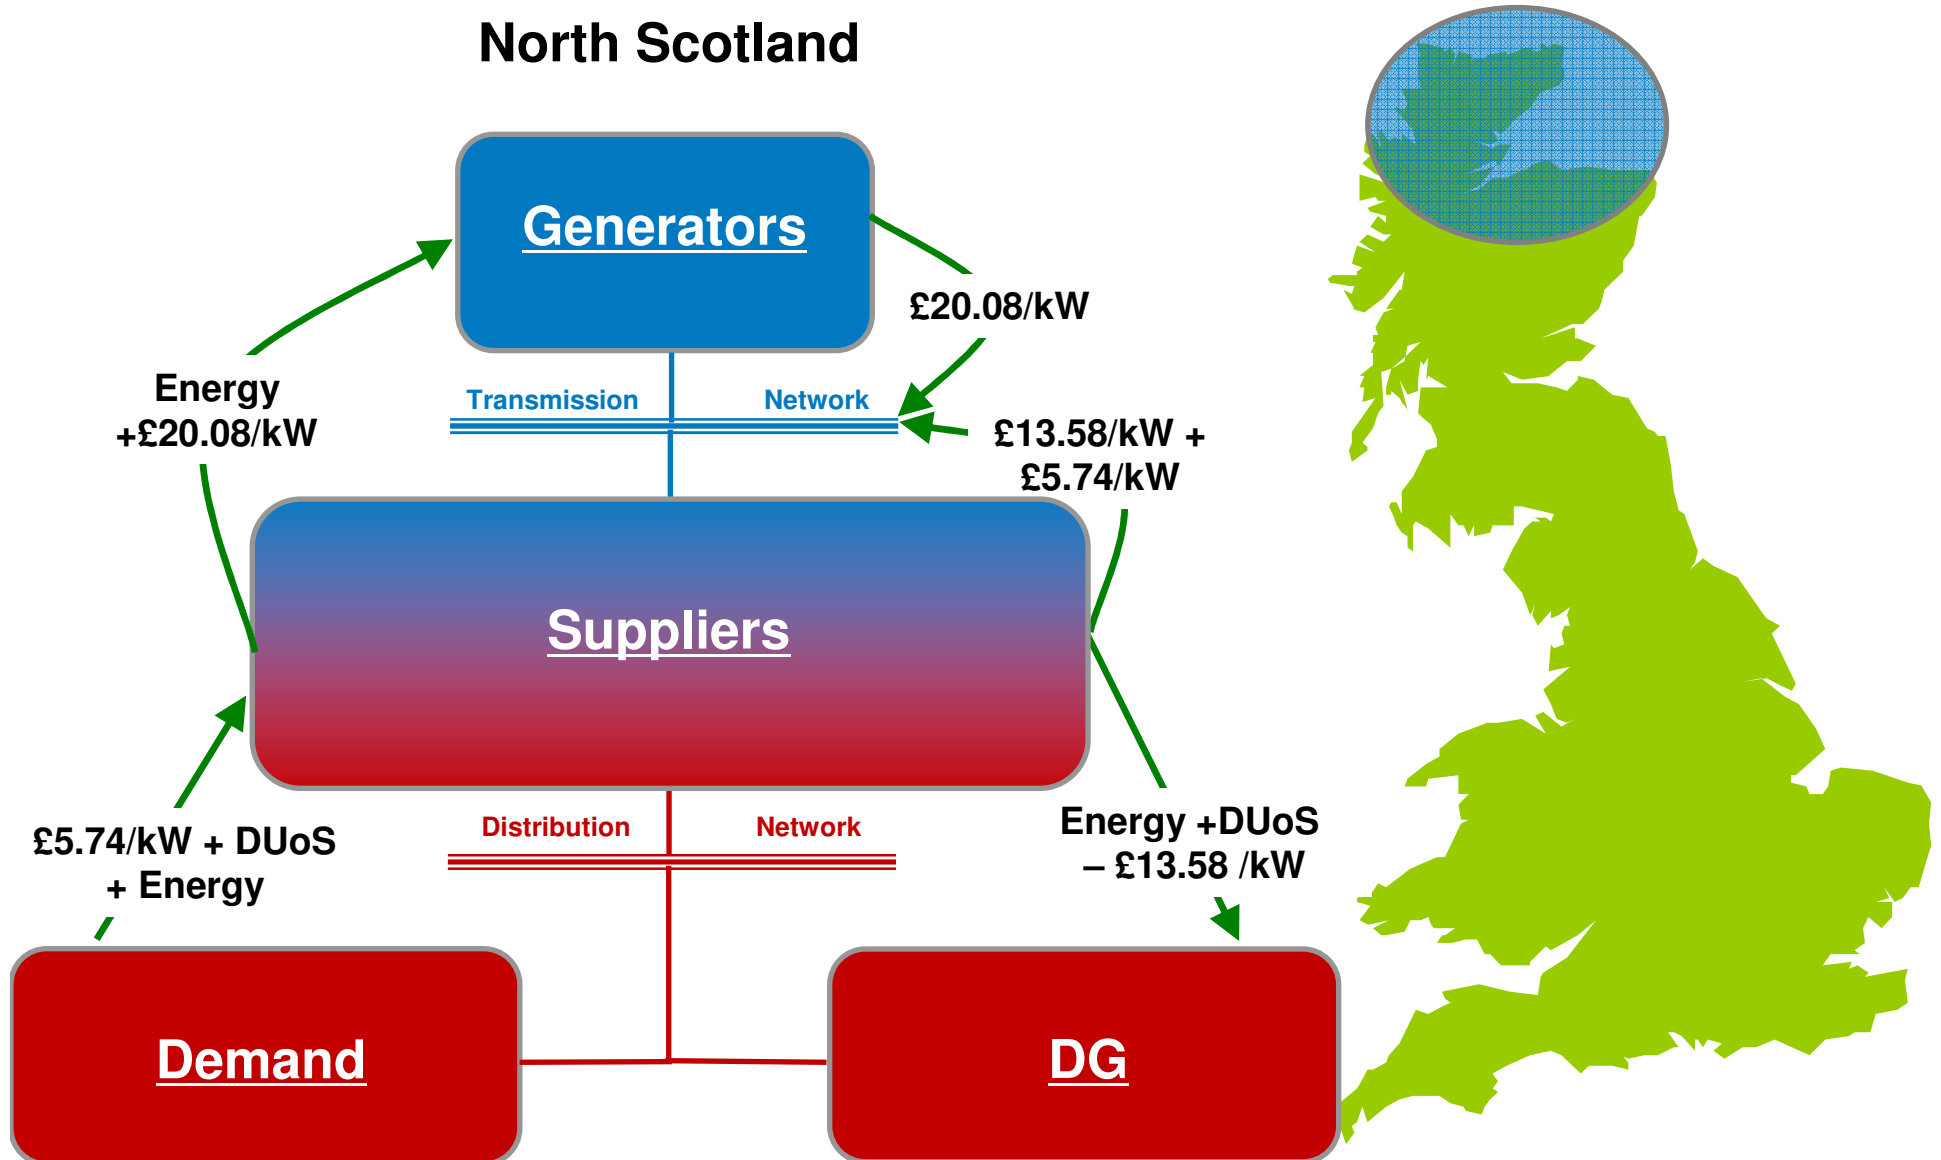 North Scotland
Generators
£20.08/kW
Energy
+£20.08/kW
Transmission Network
£13.58/kW +
£5.74/kW
Suppliers
Distribution Network
£5.74/kW + DUoS
+ Energy
Energy +DUoS
– £13.58 /kW
Demand
DG